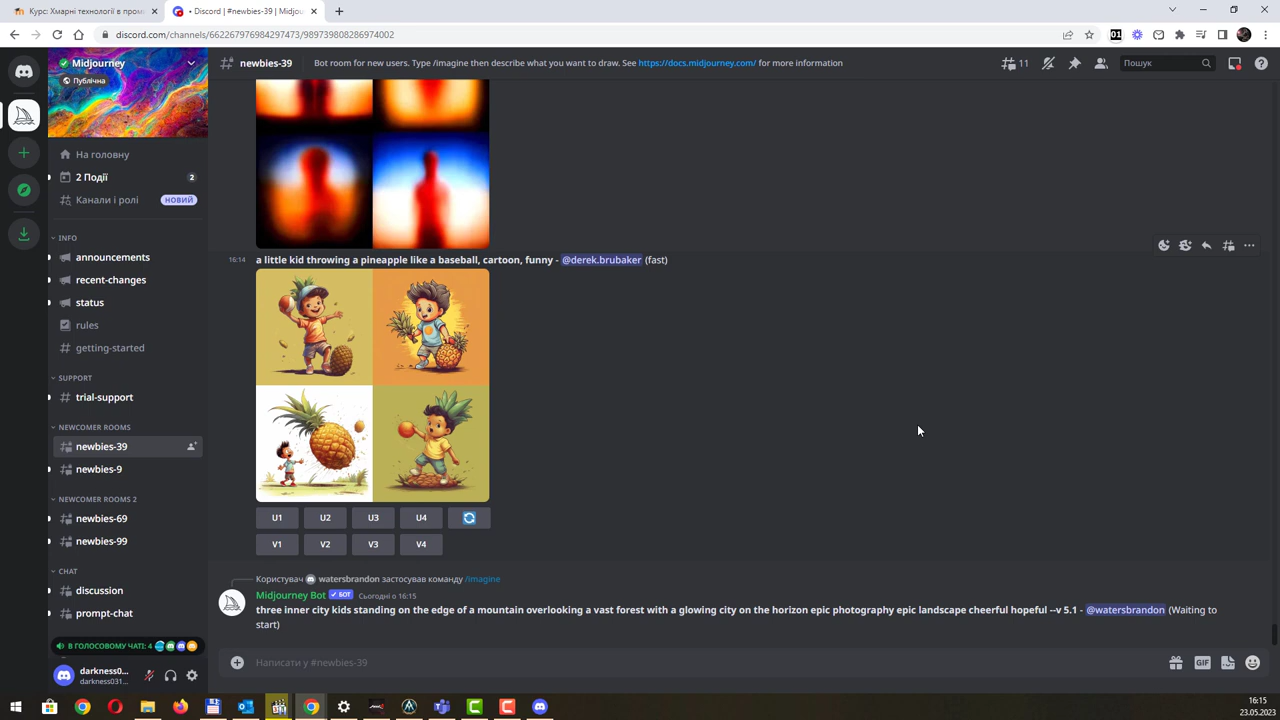 Курс: Хмарні технології в пром
• Discord | #newbies-39 | Midjou
discord.com/channels/662267976984297473/989739808286974002
01
Midjourney
Публічна
newbies-39
Bot room for new users. Type /imagine then describe what you want to draw. See https://docs.midjourney.com/ for more information
11
Пошук
На головну
2 Події
2
Канали і ролі
НОВИЙ
INFO
announcements
recent-changes
status
rules
getting-started
SUPPORT
trial-support
NEWCOMER ROOMS
newbies-39
newbies-9
NEWCOMER ROOMS 2
newbies-69
newbies-99
CHAT
discussion
prompt-chat
В ГОЛОСОВОМУ ЧАТІ: 4
darkness0...
darkness031...
16:14
a little kid throwing a pineapple like a baseball, cartoon, funny - @derek.brubaker (fast)
U1
U2
U3
U4
V1
V2
V3
V4
Користувач watersbrandon застосував команду /imagine
Midjourney Bot БОТ Сьогодні о 16:15
three inner city kids standing on the edge of a mountain overlooking a vast forest with a glowing city on the horizon epic photography epic landscape cheerful hopeful --v 5.1 - @watersbrandon (Waiting to
start)
Написати у #newbies-39
GIF
16:15
23.05.2023